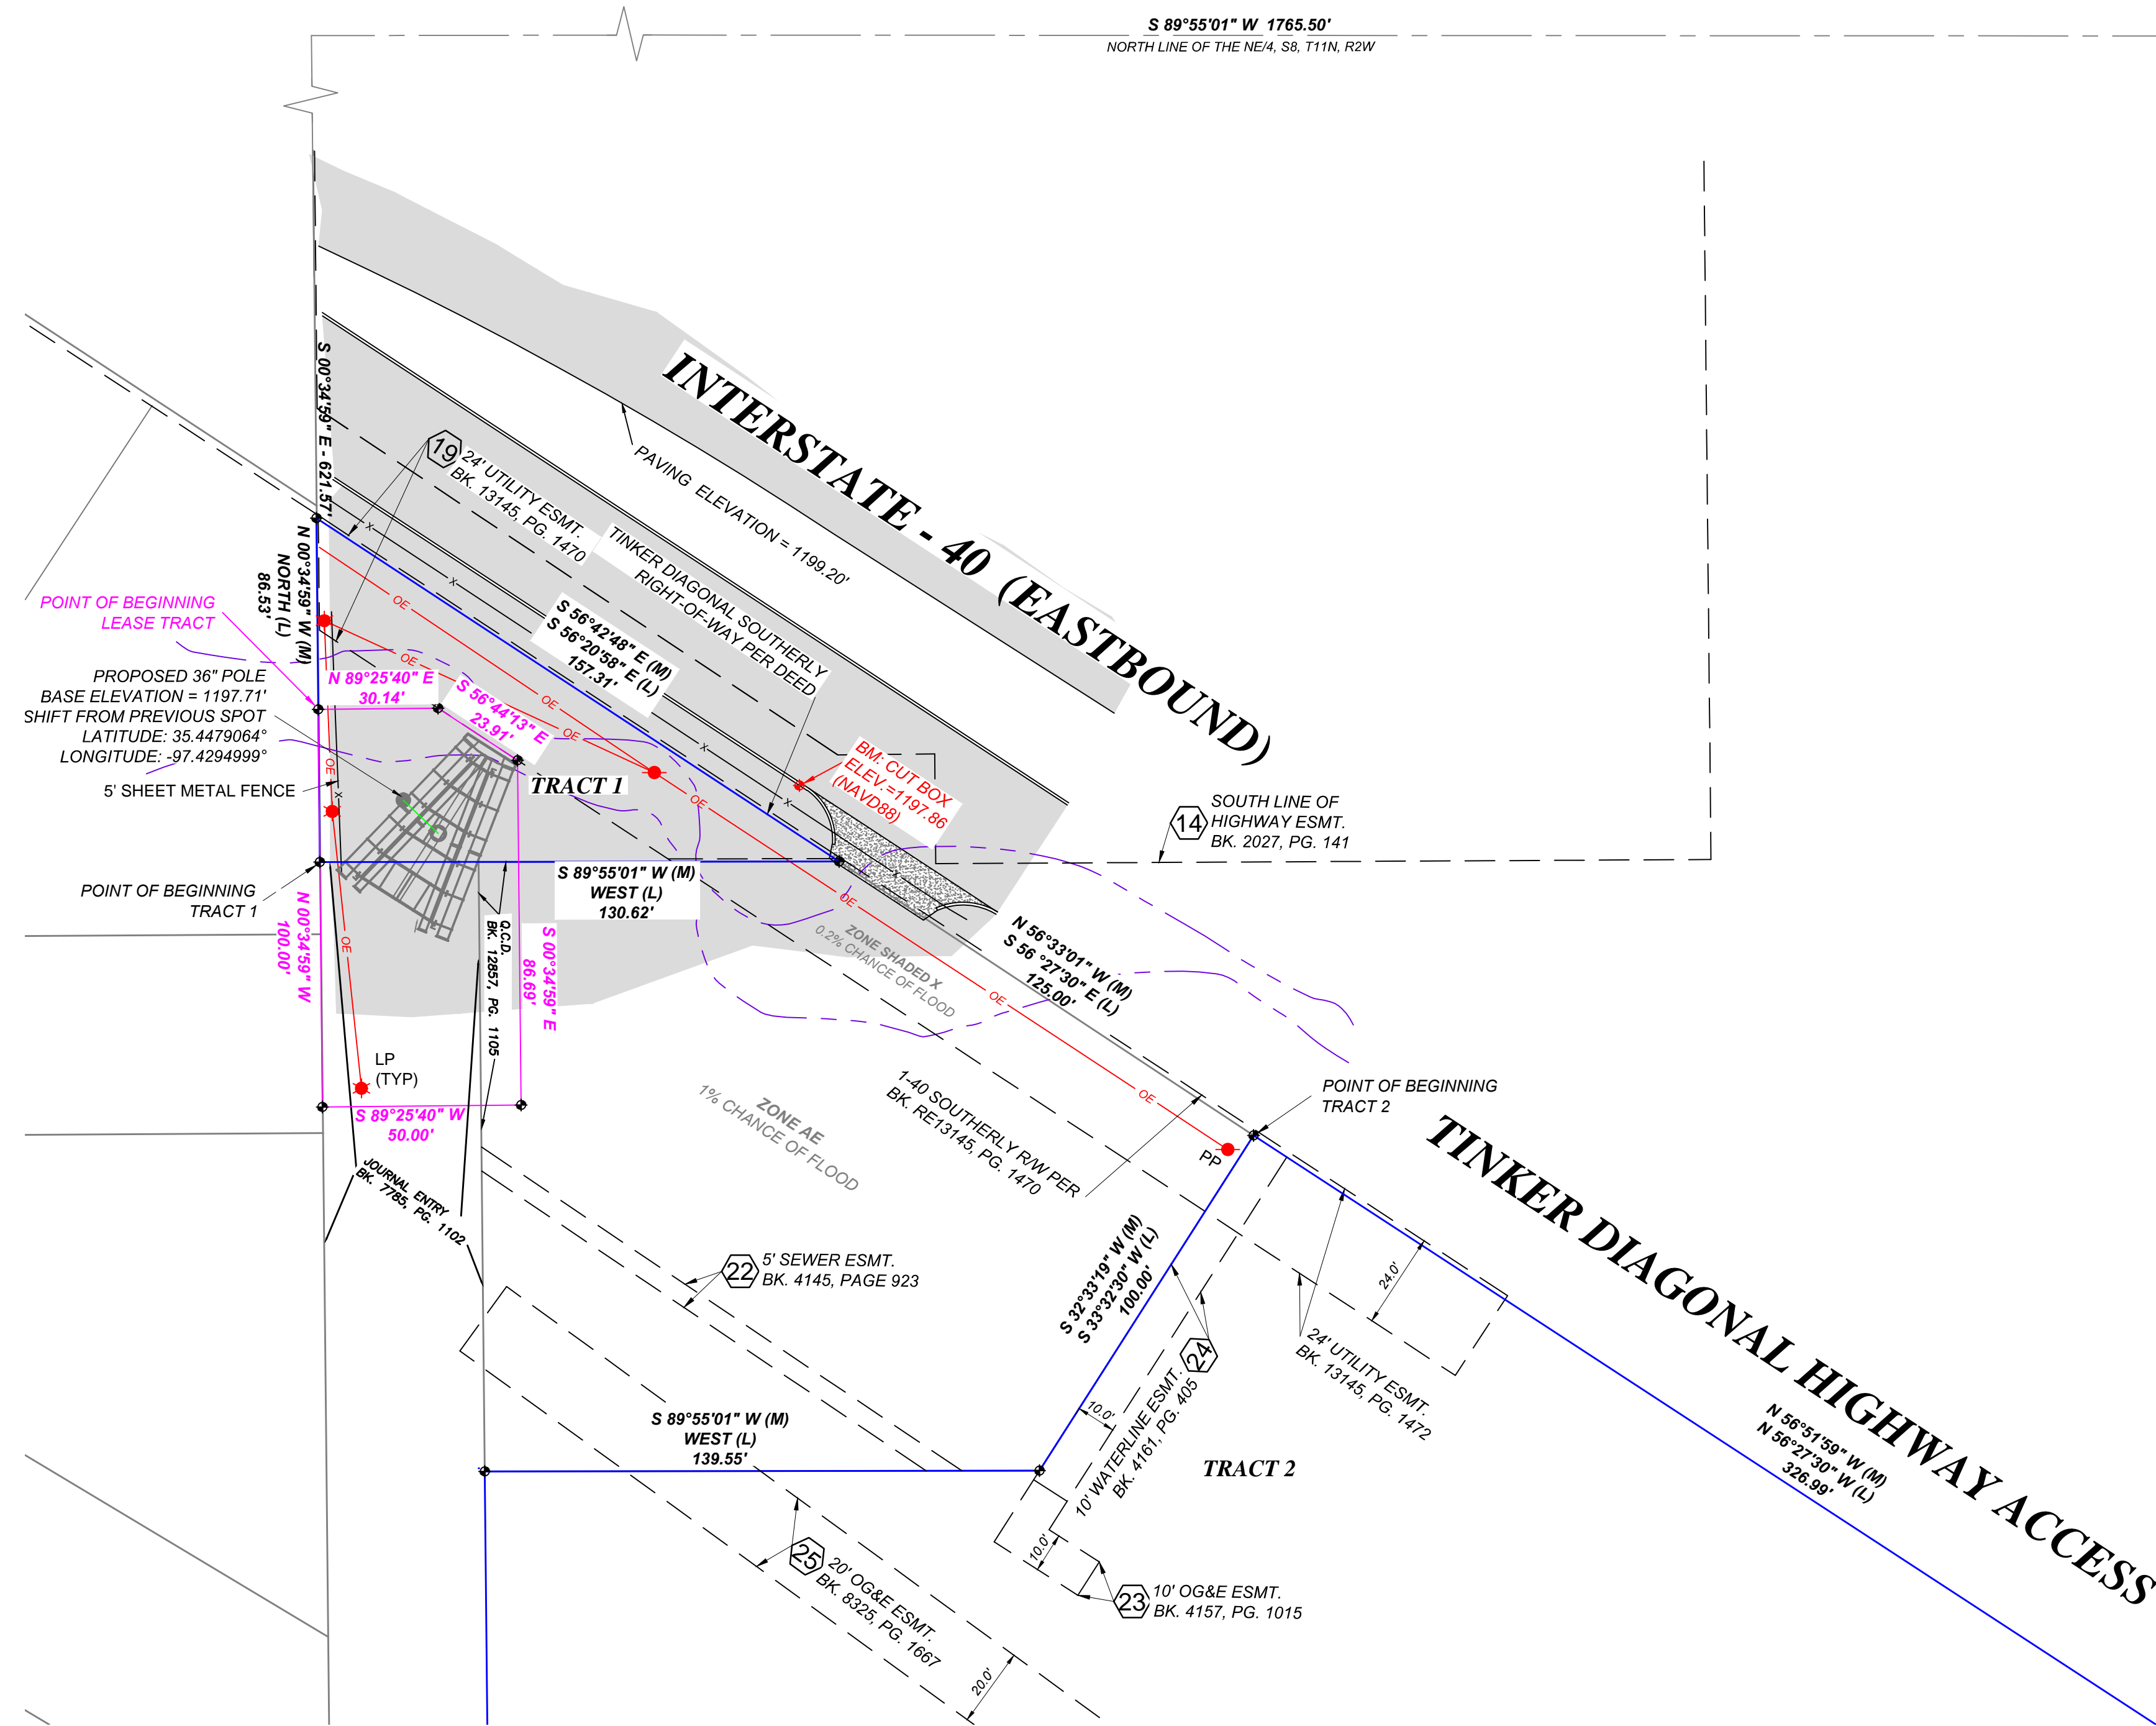 S 89°55'01" W 1765.50'
NORTH LINE OF THE NE/4, S8, T11N, R2W
INTERSTATE - 40 (EASTBOUND)
PAVING ELEVATION = 1199.20'
S 00°34'59" E - 621.57'
19
24' UTILITY ESMT.
BK. 13145, PG. 1470
TINKER DIAGONAL SOUTHERLY
RIGHT-OF-WAY PER DEED
N 00°34'59" W (M)
NORTH (L)
86.53'
S 56°42'48" E (M)
S 56°20'58" E (L)
157.31'
POINT OF BEGINNING
LEASE TRACT
PROPOSED 36" POLE
BASE ELEVATION = 1197.71'
SHIFT FROM PREVIOUS SPOT
LATITUDE: 35.4479064°
LONGITUDE: -97.4294999°
5' SHEET METAL FENCE
N 89°25'40" E
30.14'
S 56°44'13" E
23.91'
TRACT 1
BM: CUT BOX
ELEV.=1197.86
(NAVD88)
14
SOUTH LINE OF
HIGHWAY ESMT.
BK. 2027, PG. 141
x
x
x
x
x
x
OE
OE
OE
OE
OE
OE
OE
OE
OE
OE
POINT OF BEGINNING
TRACT 1
S 89°55'01" W (M)
WEST (L)
130.62'
N 00°34'59" W
100.00'
Q.C.D.
BK. 12857, PG. 1105
S 00°34'59" E
86.69'
ZONE SHADED X
0.2% CHANCE OF FLOOD
N 56°33'01" W (M)
S 56 °27'30" E (L)
125.00'
LP
(TYP)
S 89°25'40" W
50.00'
ZONE AE
1% CHANCE OF FLOOD
1-40 SOUTHERLY R/W PER
BK. RE13145, PG. 1470
PP
POINT OF BEGINNING
TRACT 2
TINKER DIAGONAL HIGHWAY ACCESS
JOURNAL ENTRY
BK. 7785, PG. 1102
22
5' SEWER ESMT.
BK. 4145, PAGE 923
S 32°33'19" W (M)
S 33°32'30" W (L)
100.00'
24.0'
24' UTILITY ESMT.
BK. 13145, PG. 1472
24
10' WATERLINE ESMT.
BK. 4161, PG. 405
10.0'
S 89°55'01" W (M)
WEST (L)
139.55'
TRACT 2
N 56°51'59" W (M)
N 56°27'30" W (L)
326.99'
25
20' OG&E ESMT.
BK. 8325, PG. 1667
10.0'
23
10' OG&E ESMT.
BK. 4157, PG. 1015
20.0'